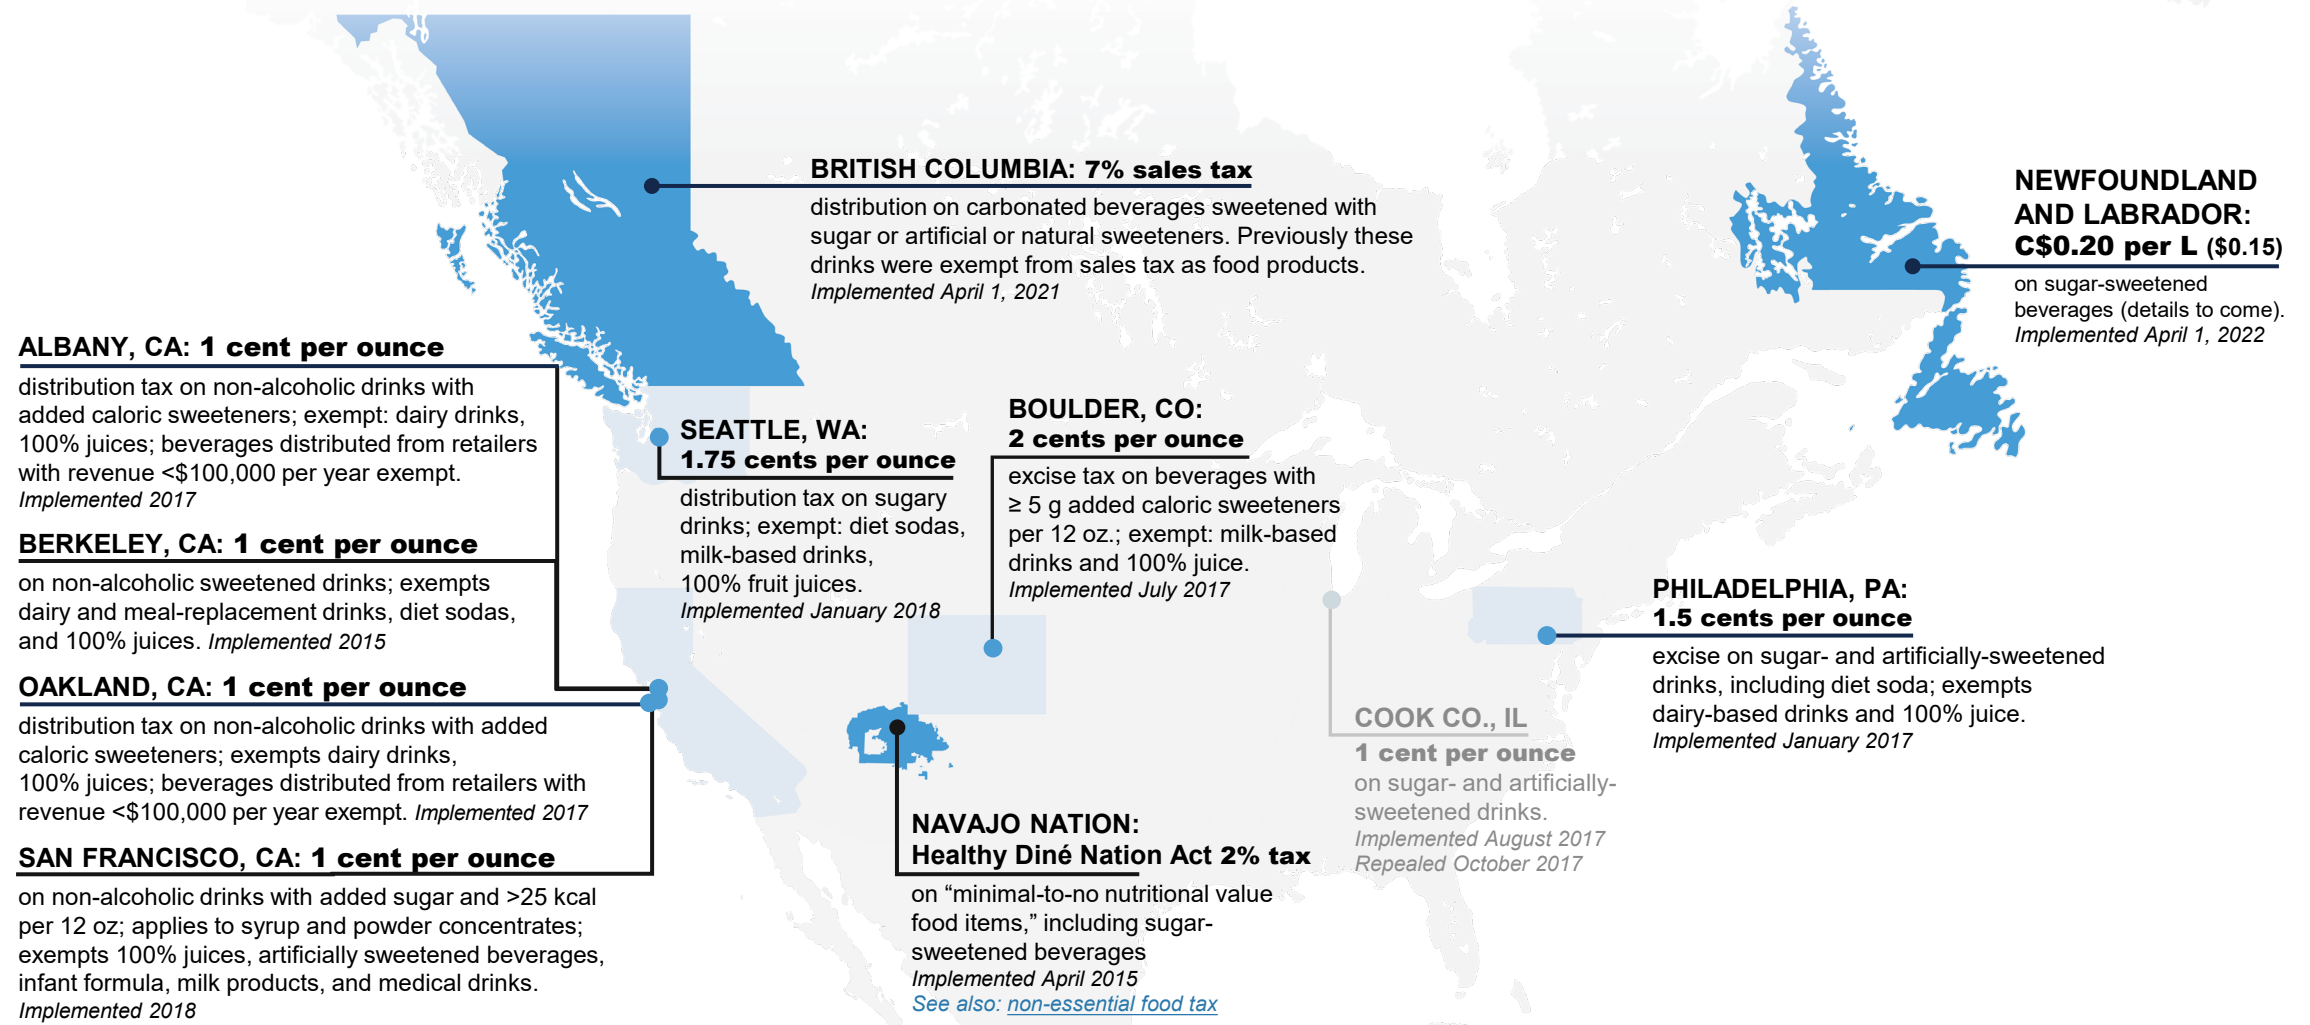 BRITISH COLUMBIA: 7% sales tax
distribution on carbonated beverages sweetened with
sugar or artificial or natural sweeteners. Previously these
drinks were exempt from sales tax as food products.
Implemented April 1, 2021
NEWFOUNDLAND
AND LABRADOR:
C$0.20 per L ($0.15)
on sugar-sweetened
beverages (details to come).
Implemented April 1, 2022
ALBANY, CA: 1 cent per ounce
distribution tax on non-alcoholic drinks with
added caloric sweeteners; exempt: dairy drinks,
100% juices; beverages distributed from retailers
with revenue <$100,000 per year exempt.
Implemented 2017
BERKELEY, CA: 1 cent per ounce
on non-alcoholic sweetened drinks; exempts
dairy and meal-replacement drinks, diet sodas,
and 100% juices. Implemented 2015
OAKLAND, CA: 1 cent per ounce
distribution tax on non-alcoholic drinks with added
caloric sweeteners; exempts dairy drinks,
100% juices; beverages distributed from retailers with
revenue <$100,000 per year exempt. Implemented 2017
SAN FRANCISCO, CA: 1 cent per ounce
on non-alcoholic drinks with added sugar and >25 kcal
per 12 oz; applies to syrup and powder concentrates;
exempts 100% juices, artificially sweetened beverages,
infant formula, milk products, and medical drinks.
Implemented 2018
SEATTLE, WA:
1.75 cents per ounce
distribution tax on sugary
drinks; exempt: diet sodas,
milk-based drinks,
100% fruit juices.
Implemented January 2018
BOULDER, CO:
2 cents per ounce
excise tax on beverages with
≥ 5 g added caloric sweeteners
per 12 oz.; exempt: milk-based
drinks and 100% juice.
Implemented July 2017
NAVAJO NATION:
Healthy Diné Nation Act 2% tax
on “minimal-to-no nutritional value
food items,” including sugar-
sweetened beverages
Implemented April 2015
See also: non-essential food tax
COOK CO., IL
1 cent per ounce
on sugar- and artificially-
sweetened drinks.
Implemented August 2017
Repealed October 2017
PHILADELPHIA, PA:
1.5 cents per ounce
excise on sugar- and artificially-sweetened
drinks, including diet soda; exempts
dairy-based drinks and 100% juice.
Implemented January 2017